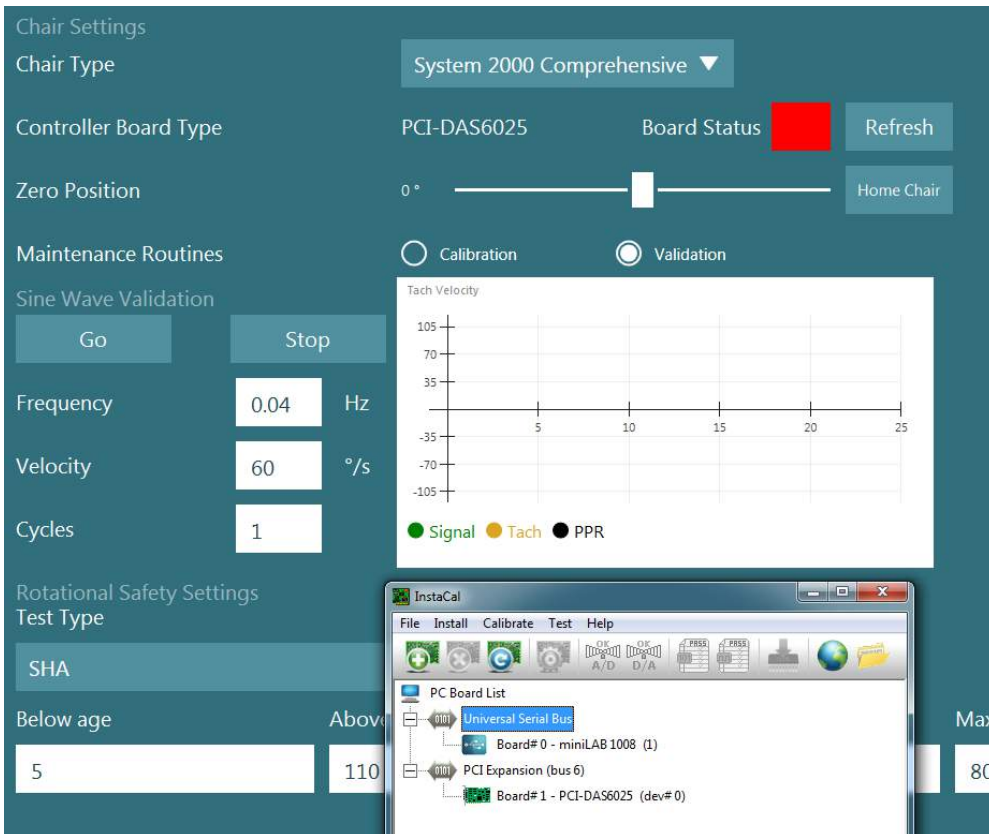 Chair Settings
Chair Type System 2000 Comprehensive
Controller Board Type PCI-DAS6025 Board Status Refresh
Zero Position 0 ° Home Chair
Maintenance Routines Calibration Validation
Sine Wave Validation
Go Stop
Frequency 0.04 Hz
Velocity 60 °/s
Cycles 1
Tach Velocity
105
70
35
5 10 15 20 25
-35
-70
-105
Signal Tach PPR
Rotational Safety Settings
Test Type
SHA
Below age
5
110
80
InstaCal
File Install Calibrate Test Help
OK A/D OK D/A PASS PASS
PC Board List
Universal Serial Bus
Board# 0 - miniLAB 1008 (1)
PCI Expansion (bus 6)
Board# 1 - PCI-DAS6025 (dev# 0)